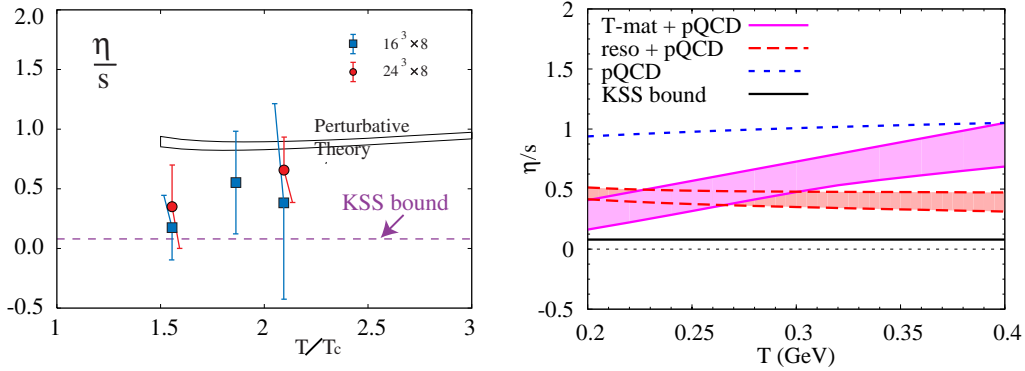 2.0
1.5
1.0
0.5
0.0
-0.5
η
s
16³×8
24³×8
Perturbative
Theory
KSS bound
1
1.5
2
2.5
3
T/Tc
2
1.5
1
0.5
0
-0.5
η/s
T-mat + pQCD
reso + pQCD
pQCD
KSS bound
0.2
0.25
0.3
0.35
0.4
T (GeV)